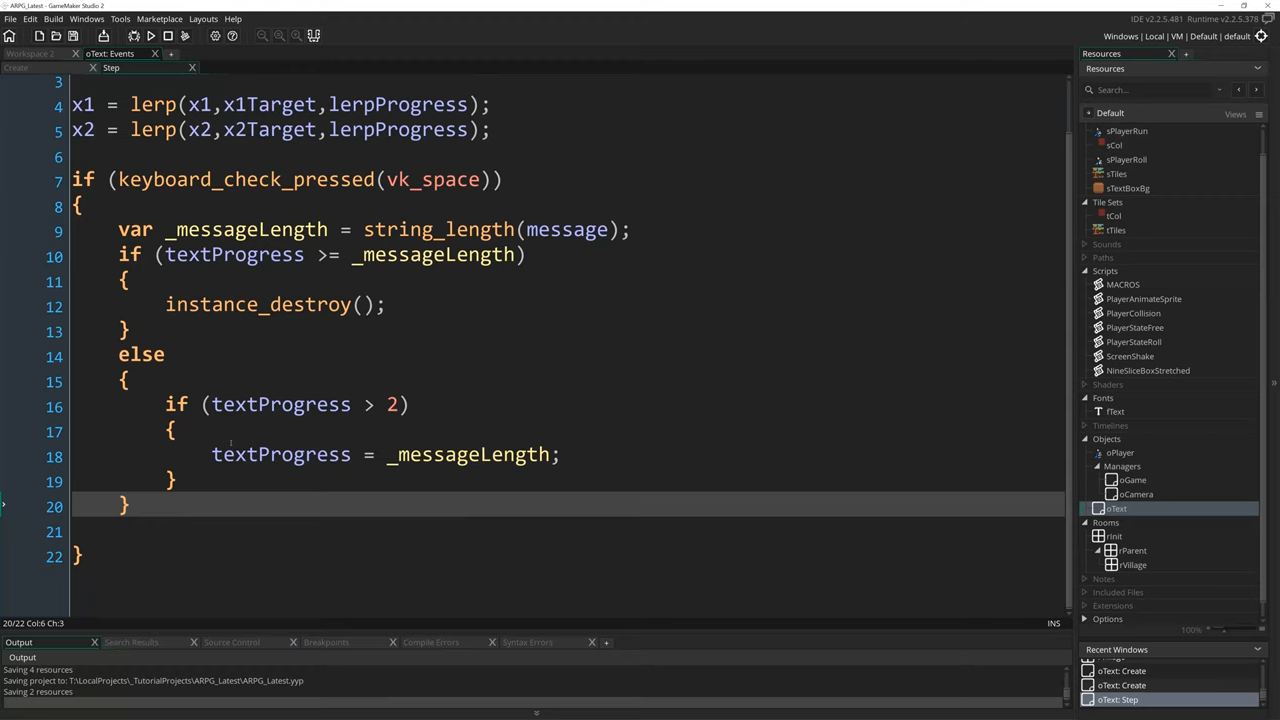 ARPG_Latest - GameMaker Studio 2
File Edit Build Windows Tools Marketplace Layouts Help
IDE v2.2.5.481 Runtime v2.2.5.378
Windows | Local | VM | Default | default
Workspace 2 X oText: Events X +
Create X Step X
3
4 x1 = lerp(x1,x1Target,lerpProgress);
5 x2 = lerp(x2,x2Target,lerpProgress);
6
7 if (keyboard_check_pressed(vk_space))
8 {
9 var _messageLength = string_length(message);
10 if (textProgress >= _messageLength)
11 {
12 instance_destroy();
13 }
14 else
15 {
16 if (textProgress > 2)
17 {
18 textProgress = _messageLength;
19 }
20 }
21
22 }
20/22 Col:6 Ch:3
INS
Output X Search Results X Source Control X Breakpoints X Compile Errors X Syntax Errors X +
Output
Saving 4 resources
Saving project to: T:\LocalProjects\_TutorialProjects\ARPG_Latest\ARPG_Latest.yyp
Saving 2 resources
Resources X +
Resources
Search...
Default
Views
sPlayerRun
sCol
sPlayerRoll
sTiles
sTextBoxBg
Tile Sets
tCol
tTiles
Sounds
Paths
Scripts
MACROS
PlayerAnimateSprite
PlayerCollision
PlayerStateFree
PlayerStateRoll
ScreenShake
NineSliceBoxStretched
Shaders
Fonts
fText
Timelines
Objects
oPlayer
Managers
oGame
oCamera
oText
Rooms
rInit
rParent
rVillage
Notes
Included Files
Extensions
Options
100%
Recent Windows
oText: Create
oText: Create
oText: Step